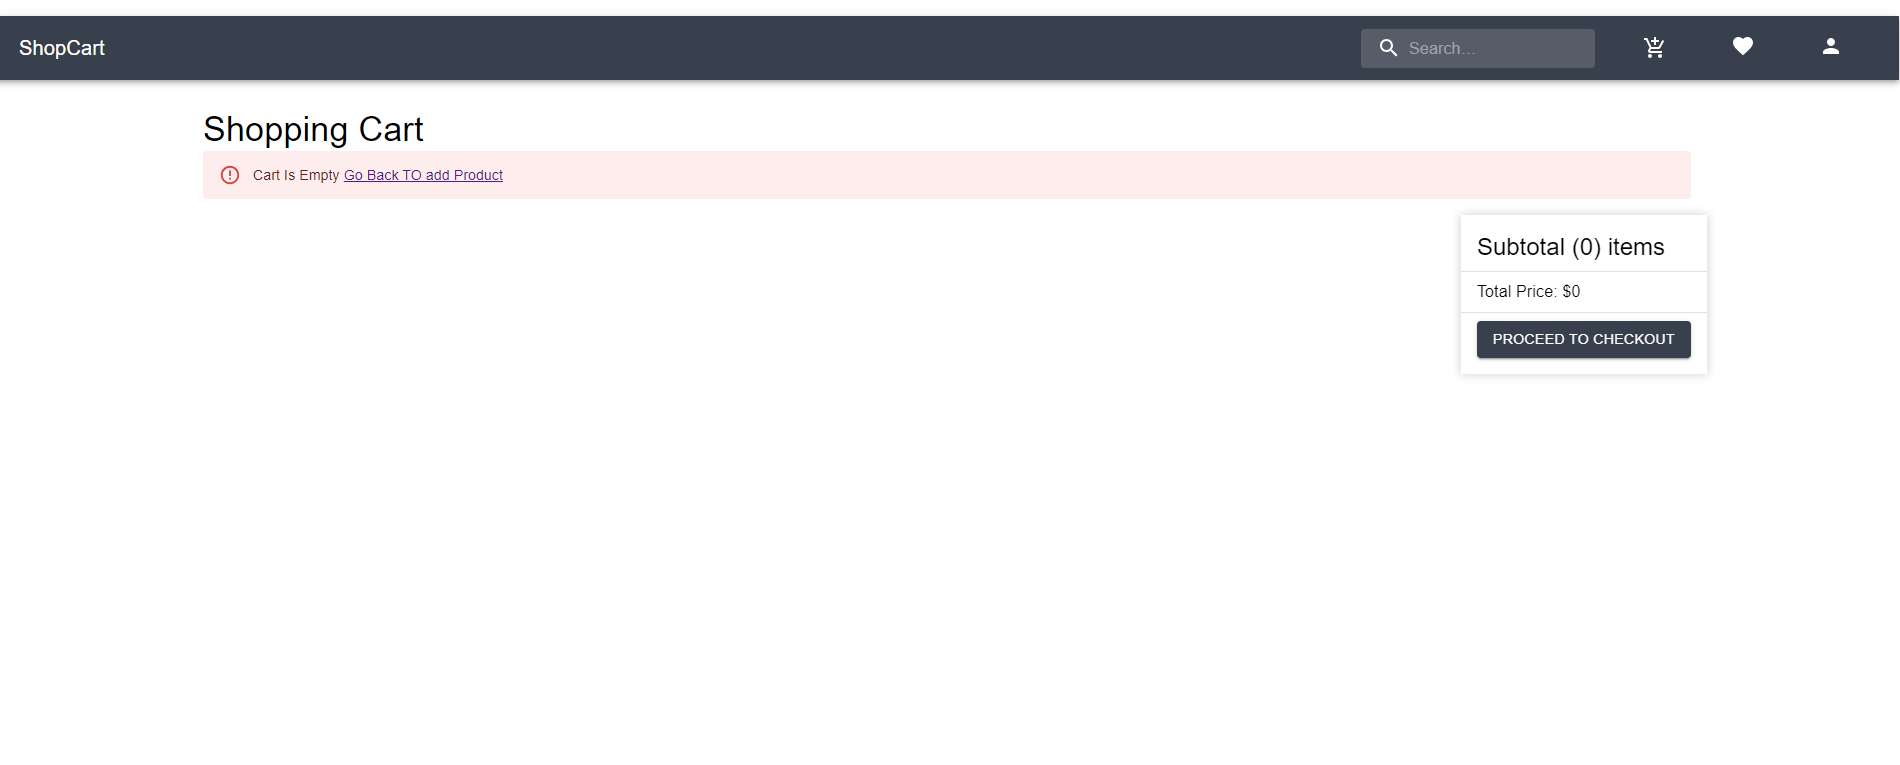 ShopCart
Search...
Shopping Cart
Cart Is Empty Go Back TO add Product
Subtotal (0) items
Total Price: $0
PROCEED TO CHECKOUT